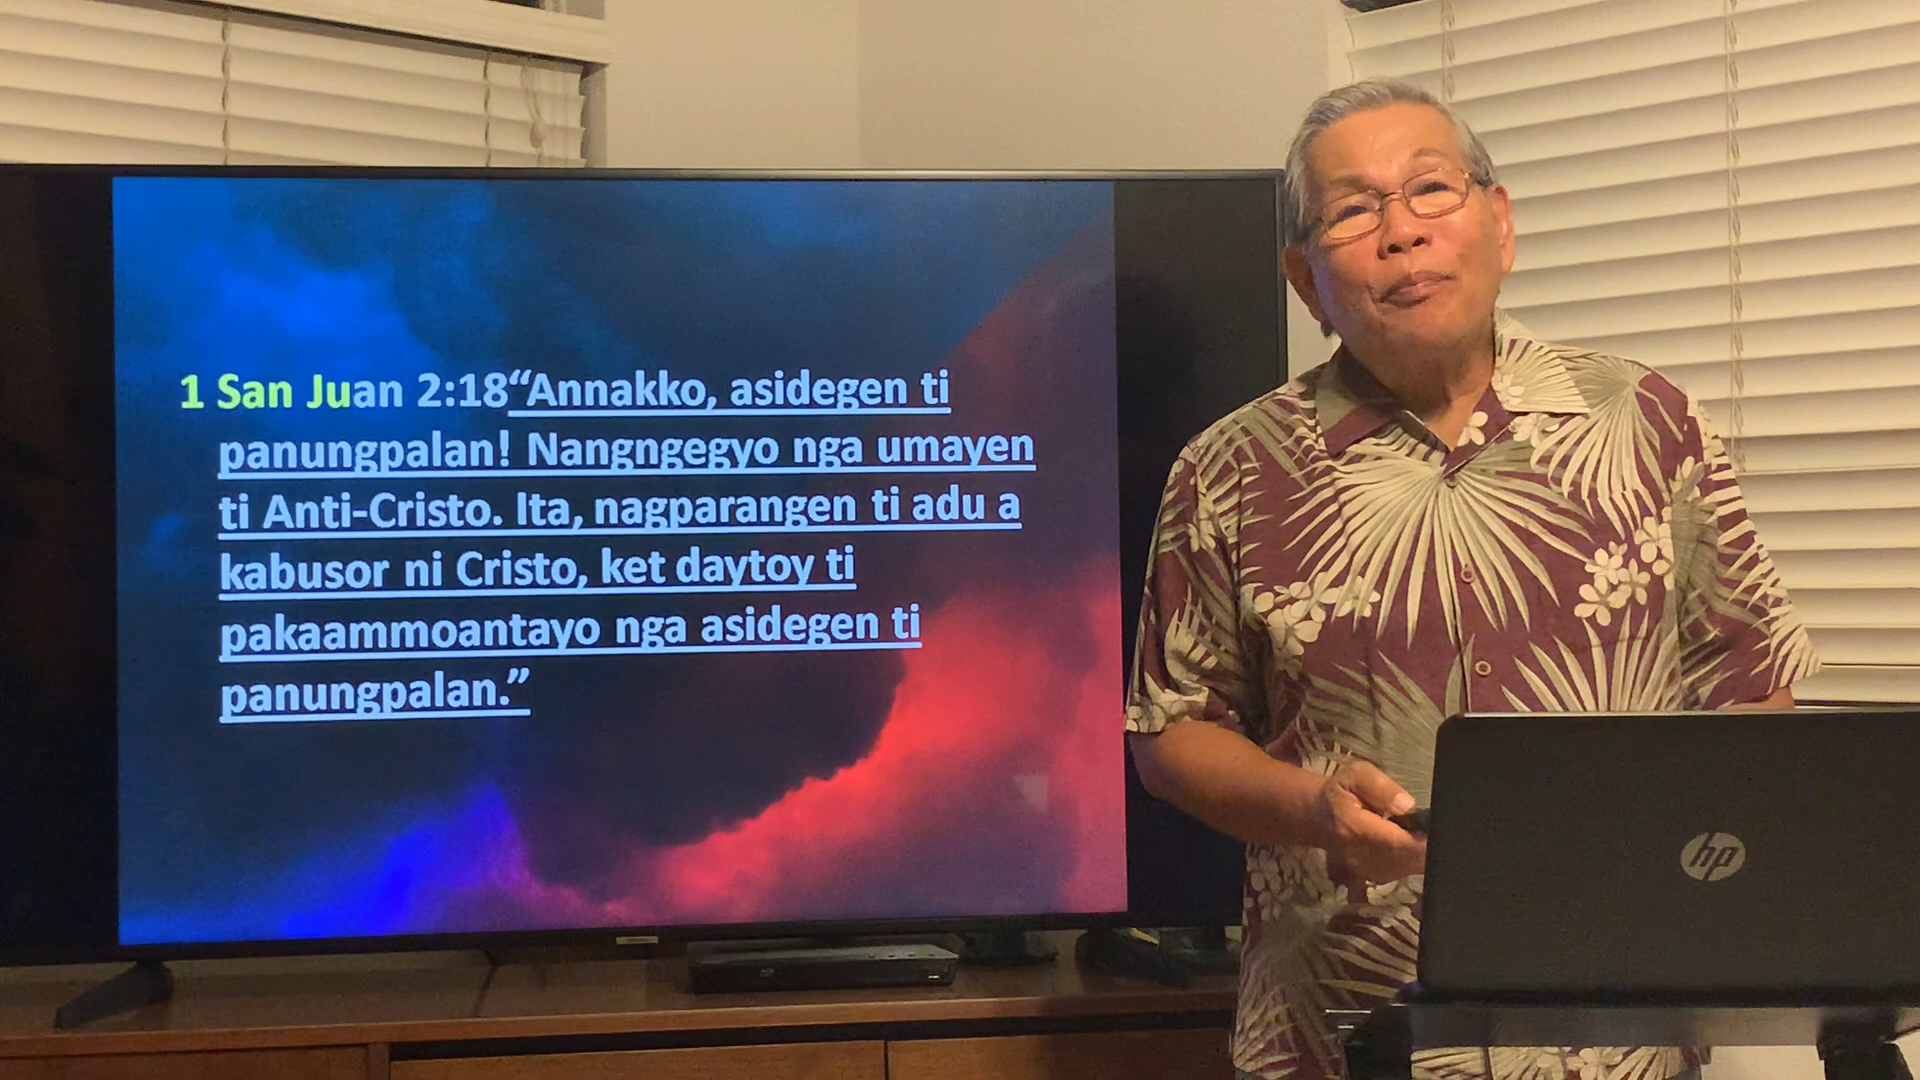 1 San Juan 2:18“Annakko, asidegen ti
panungpalan! Nangngegyo nga umayen
ti Anti-Cristo. Ita, nagparangen ti adu a
kabusor ni Cristo, ket daytoy ti
pakaammoantayo nga asidegen ti
panungpalan.”
hp